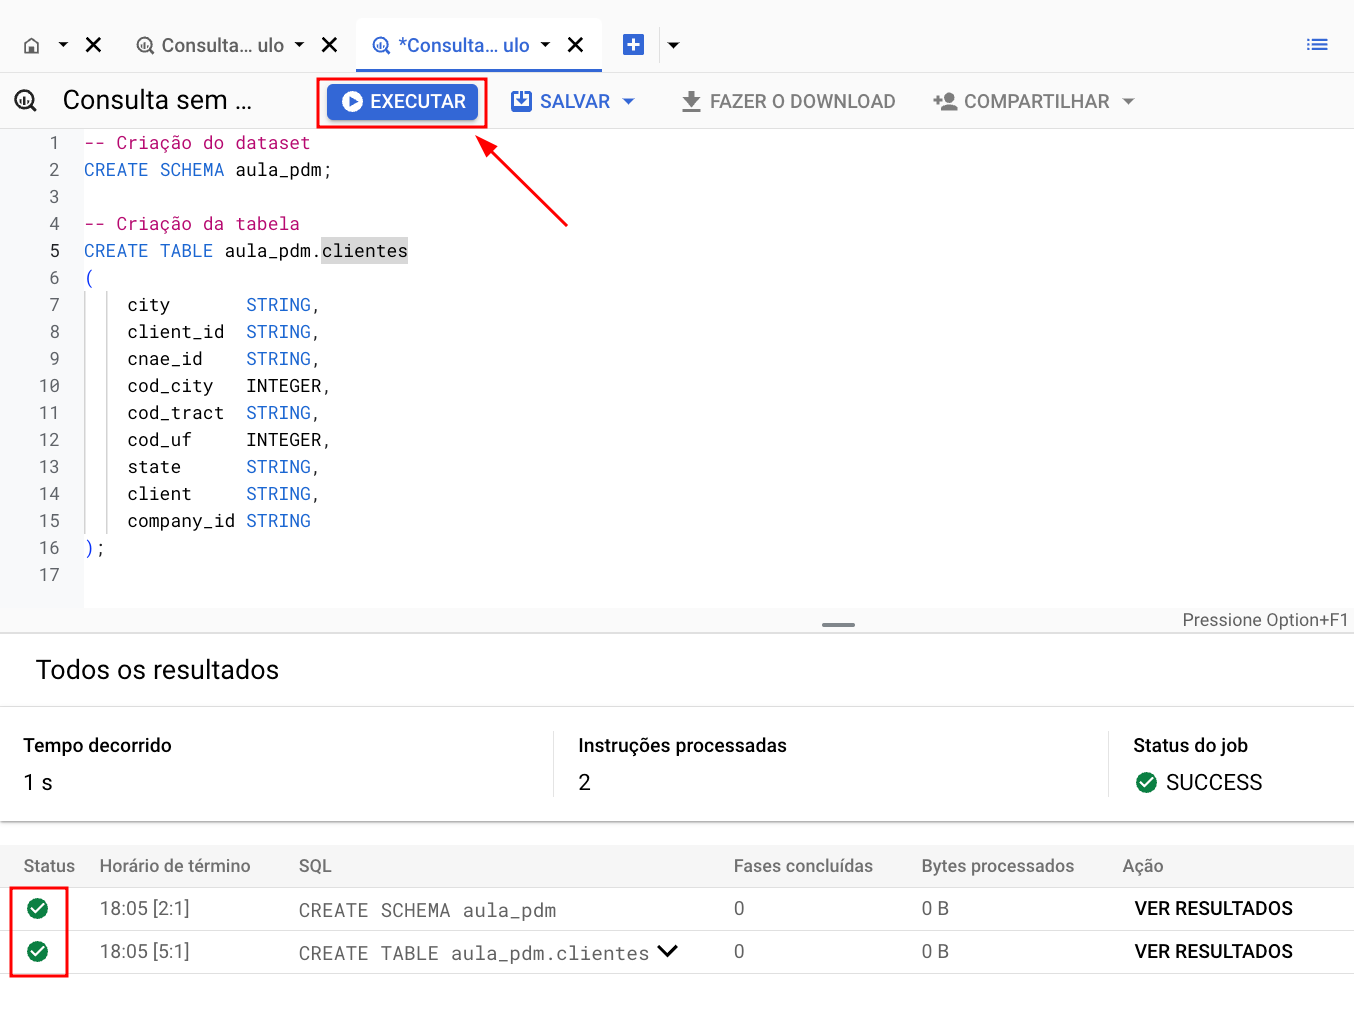 Consulta... ulo
*Consulta... ulo
Consulta sem ...
EXECUTAR
SALVAR
FAZER O DOWNLOAD
COMPARTILHAR
1 -- Criação do dataset
2 CREATE SCHEMA aula_pdm;
3
4 -- Criação da tabela
5 CREATE TABLE aula_pdm.clientes
6 (
7 city STRING,
8 client_id STRING,
9 cnae_id STRING,
10 cod_city INTEGER,
11 cod_tract STRING,
12 cod_uf INTEGER,
13 state STRING,
14 client STRING,
15 company_id STRING
16 );
17
Pressione Option+F1
Todos os resultados
Tempo decorrido
1 s
Instruções processadas
2
Status do job
SUCCESS
Status Horário de término SQL Fases concluídas Bytes processados Ação
18:05 [2:1] CREATE SCHEMA aula_pdm 0 0 B VER RESULTADOS
18:05 [5:1] CREATE TABLE aula_pdm.clientes 0 0 B VER RESULTADOS